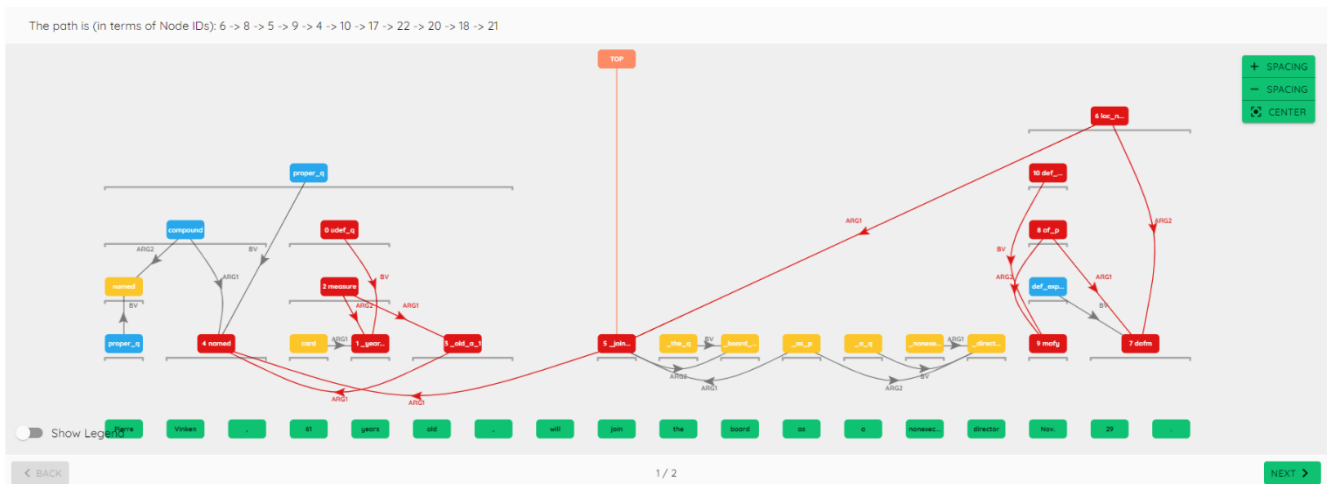 The path is (in terms of Node IDs): 6 -> 8 -> 5 -> 9 -> 4 -> 10 -> 17 -> 22 -> 20 -> 18 -> 21
TOP
+ SPACING
− SPACING
CENTER
6 loc_n...
proper_q
10 def_...
ARG1
ARG2
compound
0 udef_q
8 of_p
ARG2
BV
BV
ARG1
BV
ARG2
ARG1
named
2 measure
def_exp...
BV
ARG2
ARG1
BV
proper_q
4 named
card
ARG1
1 _year...
_old_a_1
5 _join...
_the_q
BV
_board_...
_as_p
_a_q
_nonexe...
ARG1
_direct...
9 mofy
7 dofm
ARG2
BV
ARG1
ARG2
ARG1
ARG1
Show Legend
Pierre
Vinken
,
61
years
old
,
will
join
the
board
as
a
nonexec...
director
Nov.
29
.
BACK
1 / 2
NEXT